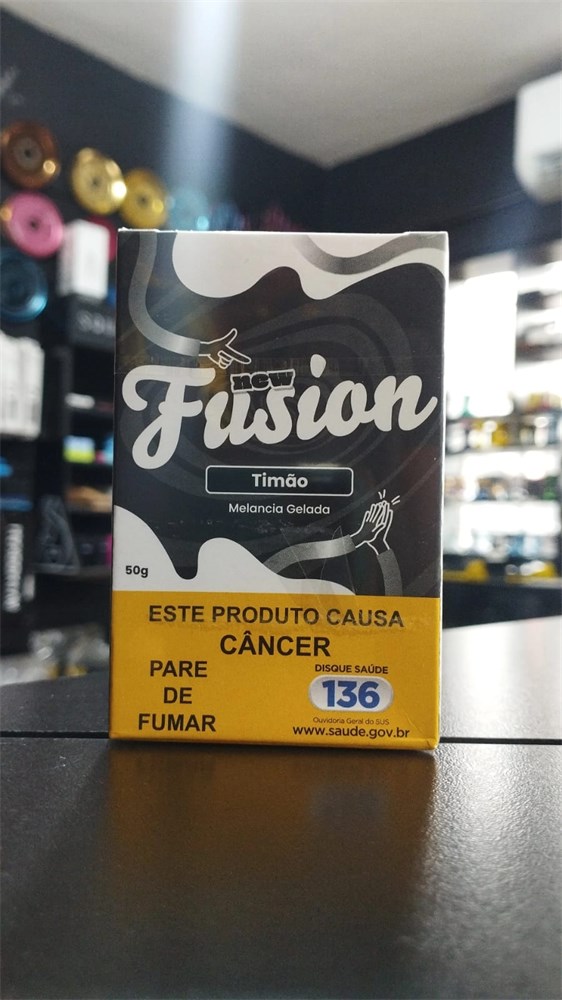 new
Fusion
Timão
Melancia Gelada
50g
ESTE PRODUTO CAUSA
CÂNCER
PARE
DE
FUMAR
DISQUE SAÚDE
136
Ouvidoria Geral do SUS
www.saude.gov.br